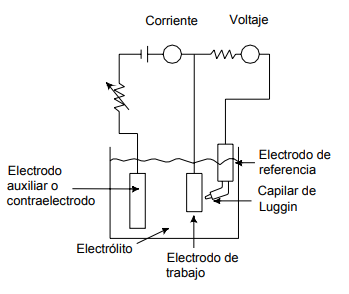 Corriente
Voltaje
Electrodo de
referencia
Electrodo
auxiliar o
contraelectrodo
Capilar de
Luggin
Electrólito
Electrodo de
trabajo